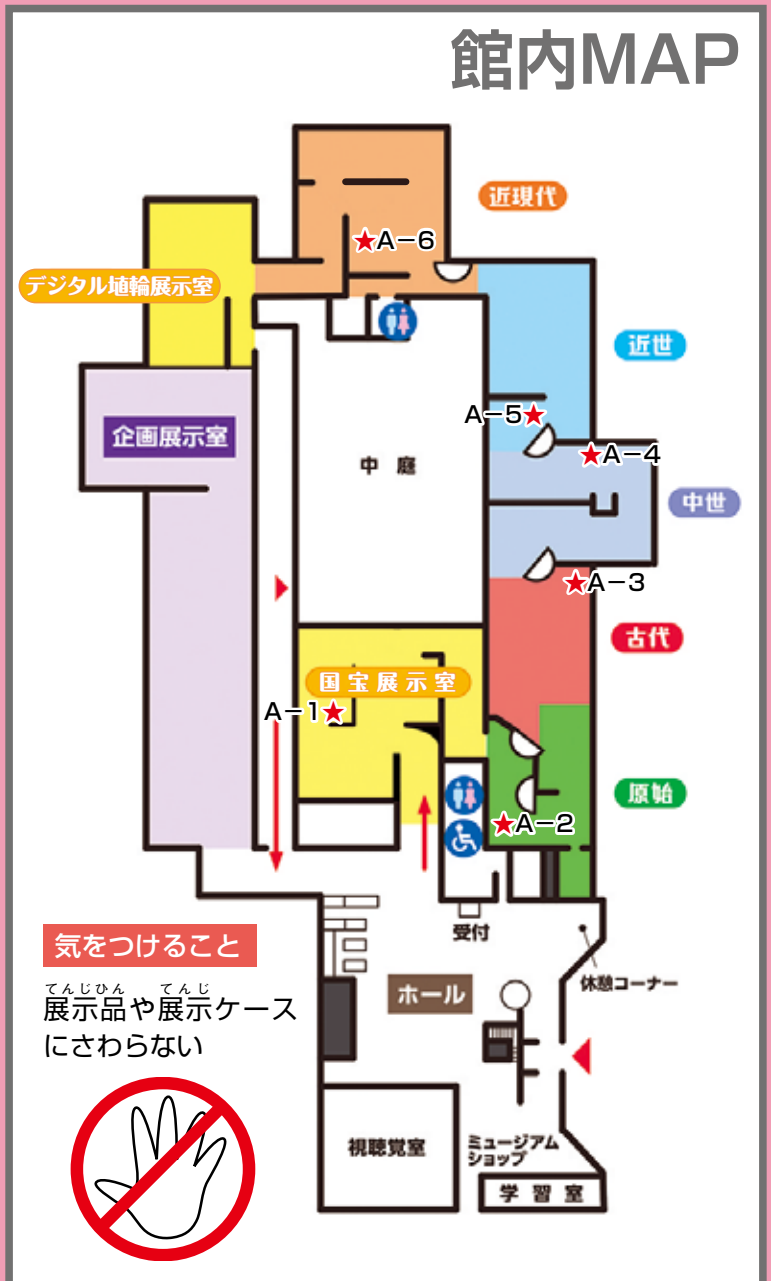 館内MAP
近現代
★A－6
デジタル埴輪展示室
近世
A－5★
★A－4
企画展示室
中庭
中世
★A－3
古代
国宝展示室
A－1★
原始
★A－2
受付
気をつけること
休憩コーナー
てんじひん てんじ
展示品や展示ケース
にさわらない
ホール
視聴覚室
ミュージアム
ショップ
学習室